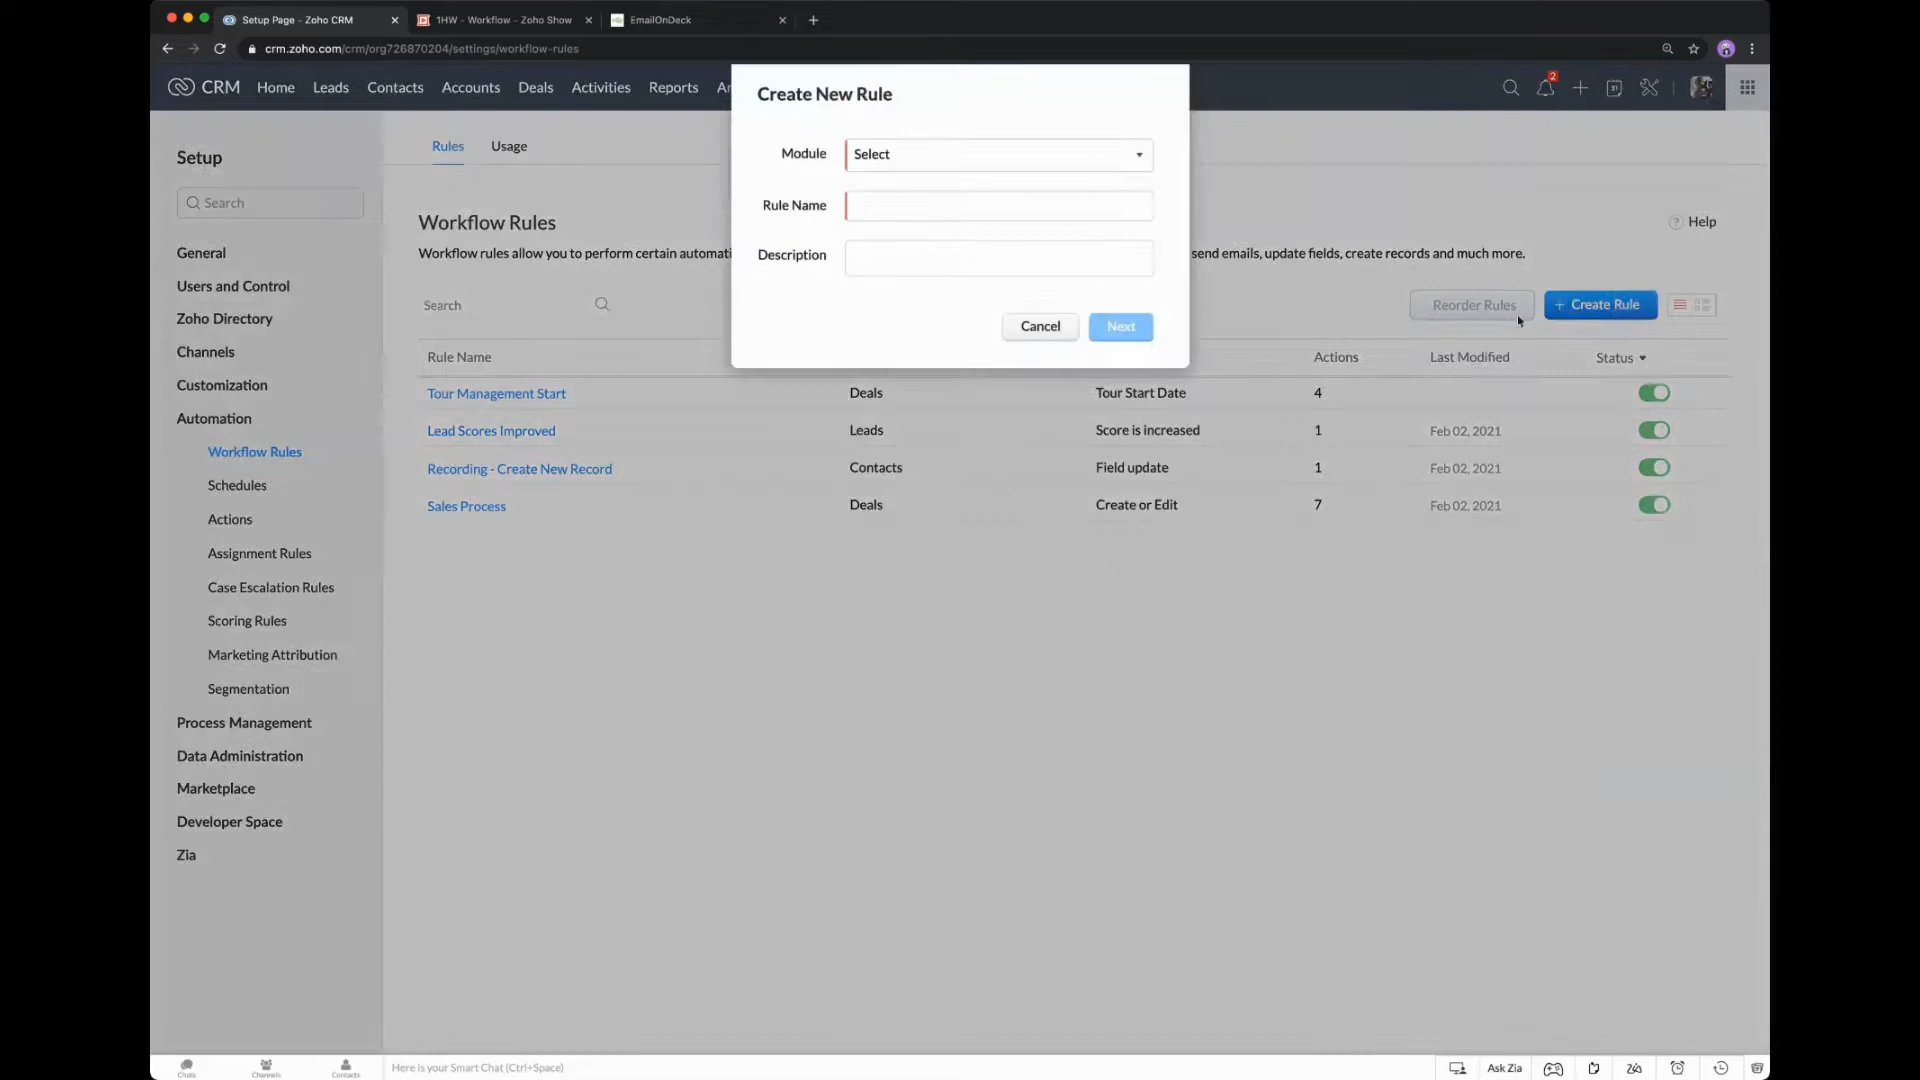 Setup Page - Zoho CRM
1HW - Workflow - Zoho Show
EmailOnDeck
crm.zoho.com/crm/org726870204/settings/workflow-rules
CRM Home Leads Contacts Accounts Deals Activities Reports
2
Create New Rule
Module Select
Rule Name
Description
Cancel Next
Setup
Search
General
Users and Control
Zoho Directory
Channels
Customization
Automation
Workflow Rules
Schedules
Actions
Assignment Rules
Case Escalation Rules
Scoring Rules
Marketing Attribution
Segmentation
Process Management
Data Administration
Marketplace
Developer Space
Zia
Rules Usage
Workflow Rules
Help
Workflow rules allow you to perform certain automati send emails, update fields, create records and much more.
Search
Reorder Rules + Create Rule
Rule Name Actions Last Modified Status
Tour Management Start Deals Tour Start Date 4
Lead Scores Improved Leads Score is increased 1 Feb 02, 2021
Recording - Create New Record Contacts Field update 1 Feb 02, 2021
Sales Process Deals Create or Edit 7 Feb 02, 2021
Chats Channels Contacts
Here is your Smart Chat (Ctrl+Space)
Ask Zia